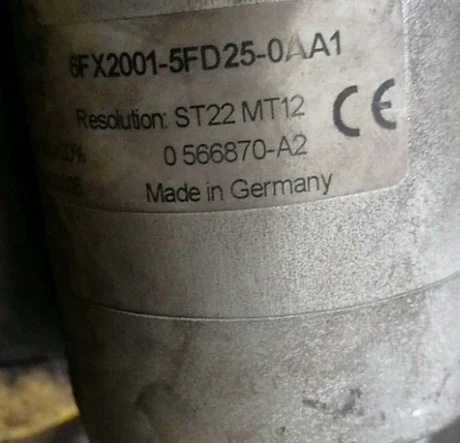 6FX2001-5FD25-0AA1
Resolution: ST22 MT12
CE
0 566870-A2
Made in Germany